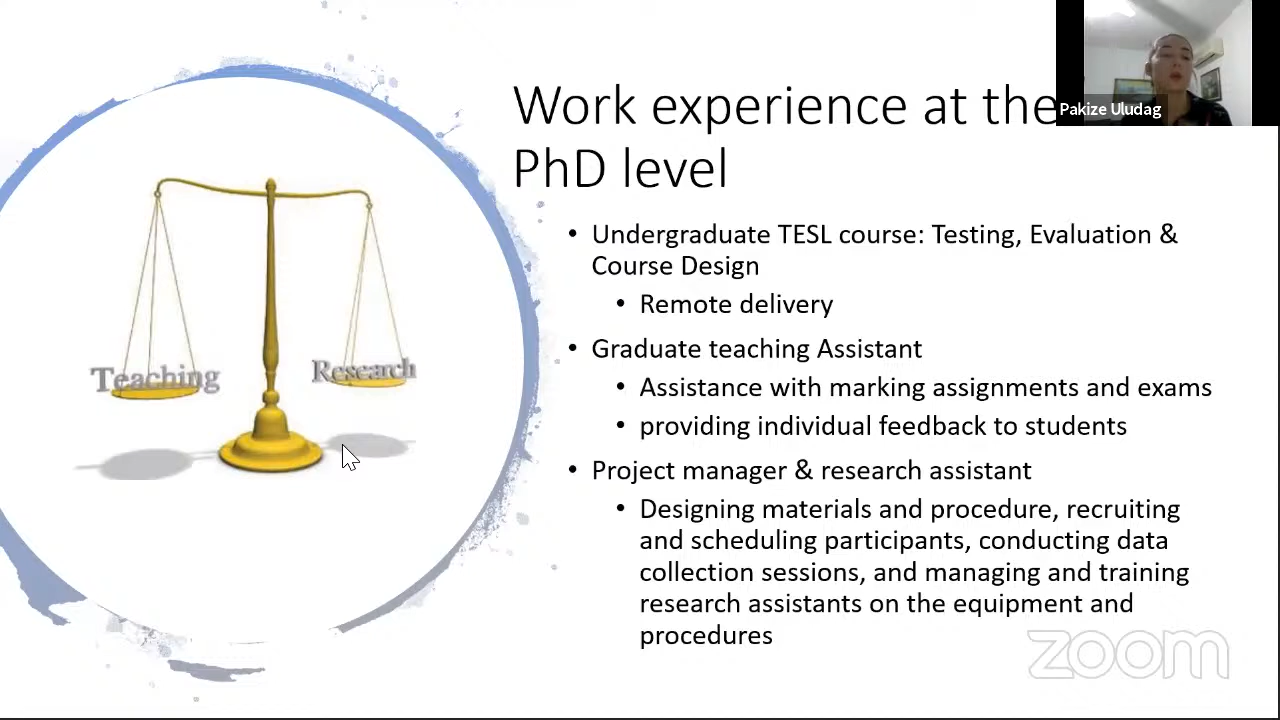 Work experience at the
PhD level
Pakize Uludag
Teaching
Research
• Undergraduate TESL course: Testing, Evaluation &
Course Design
• Remote delivery
• Graduate teaching Assistant
• Assistance with marking assignments and exams
• providing individual feedback to students
• Project manager & research assistant
• Designing materials and procedure, recruiting
and scheduling participants, conducting data
collection sessions, and managing and training
research assistants on the equipment and
procedures
zoom